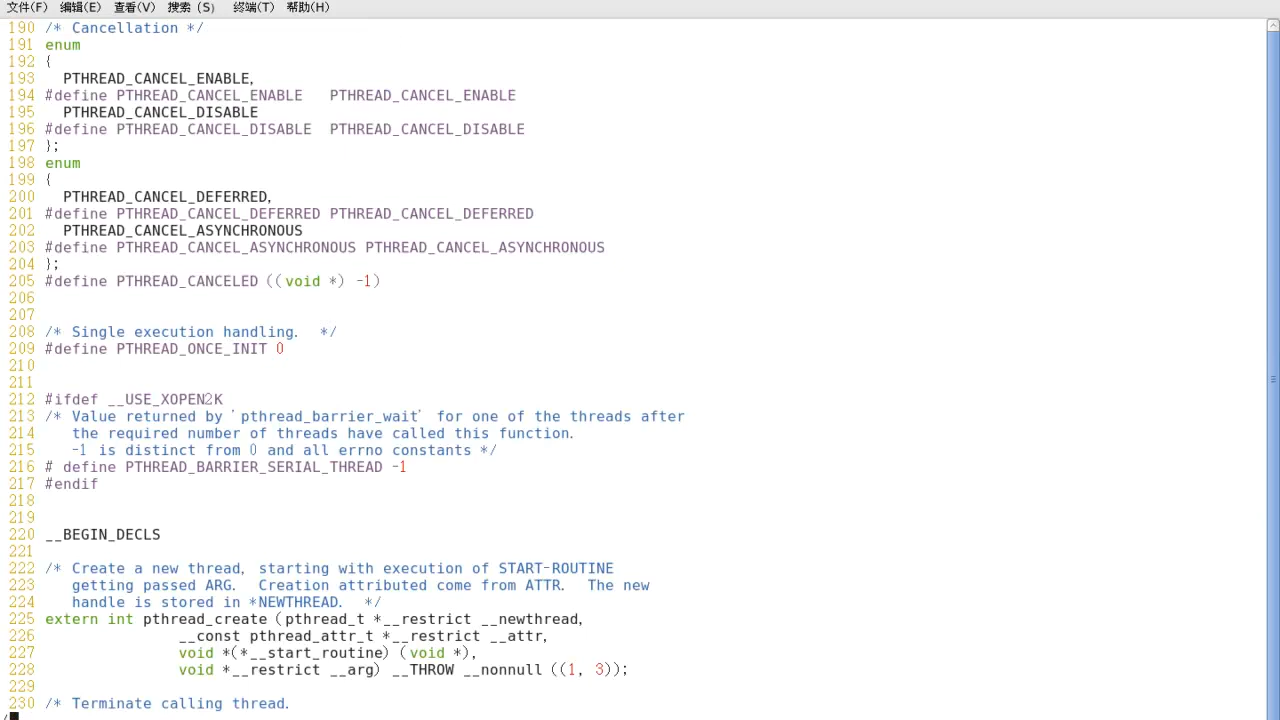 文件(F) 编辑(E) 查看(V) 搜索 (S) 终端(T) 帮助(H)
190 /* Cancellation */
191 enum
192 {
193   PTHREAD_CANCEL_ENABLE,
194 #define PTHREAD_CANCEL_ENABLE   PTHREAD_CANCEL_ENABLE
195   PTHREAD_CANCEL_DISABLE
196 #define PTHREAD_CANCEL_DISABLE  PTHREAD_CANCEL_DISABLE
197 };
198 enum
199 {
200   PTHREAD_CANCEL_DEFERRED,
201 #define PTHREAD_CANCEL_DEFERRED PTHREAD_CANCEL_DEFERRED
202   PTHREAD_CANCEL_ASYNCHRONOUS
203 #define PTHREAD_CANCEL_ASYNCHRONOUS PTHREAD_CANCEL_ASYNCHRONOUS
204 };
205 #define PTHREAD_CANCELED ((void *) -1)
206
207
208 /* Single execution handling.  */
209 #define PTHREAD_ONCE_INIT 0
210
211
212 #ifdef __USE_XOPEN2K
213 /* Value returned by 'pthread_barrier_wait' for one of the threads after
214    the required number of threads have called this function.
215    -1 is distinct from 0 and all errno constants */
216 # define PTHREAD_BARRIER_SERIAL_THREAD -1
217 #endif
218
219
220 __BEGIN_DECLS
221
222 /* Create a new thread, starting with execution of START-ROUTINE
223    getting passed ARG.  Creation attributed come from ATTR.  The new
224    handle is stored in *NEWTHREAD.  */
225 extern int pthread_create (pthread_t *__restrict __newthread,
226                __const pthread_attr_t *__restrict __attr,
227                void *(*__start_routine) (void *),
228                void *__restrict __arg) __THROW __nonnull ((1, 3));
229
230 /* Terminate calling thread.
/